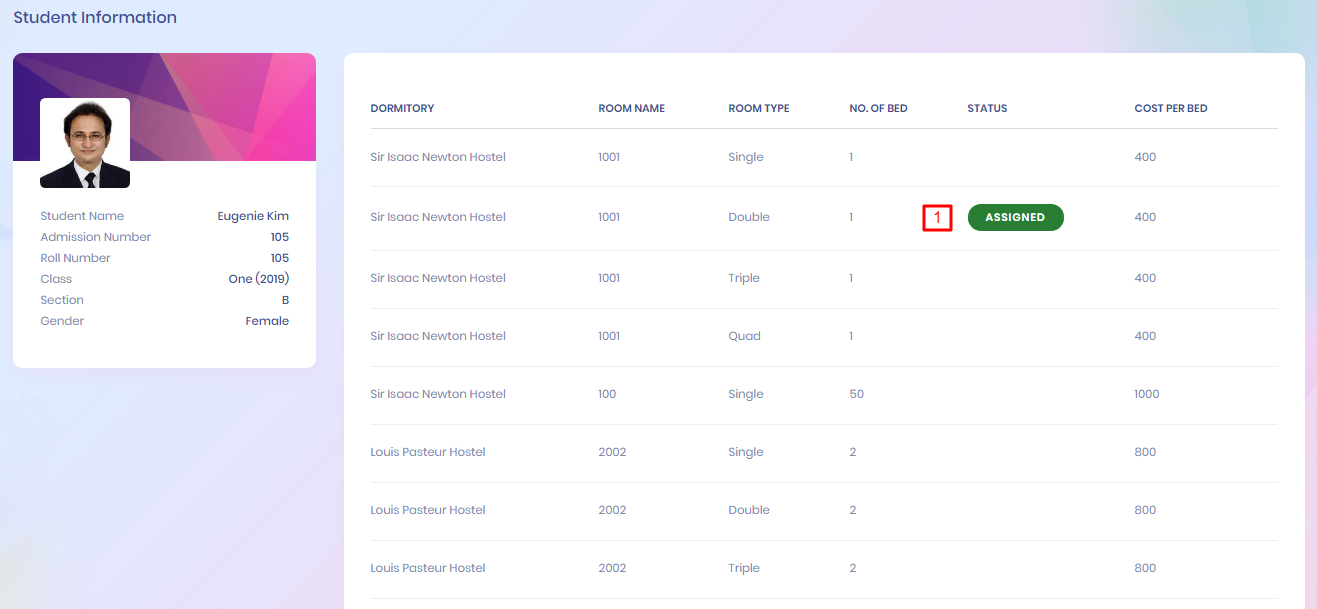 Student Information
Student Name Eugenie Kim
Admission Number 105
Roll Number 105
Class One (2019)
Section B
Gender Female
DORMITORY ROOM NAME ROOM TYPE NO. OF BED STATUS COST PER BED
Sir Isaac Newton Hostel 1001 Single 1 400
Sir Isaac Newton Hostel 1001 Double 1 1 ASSIGNED 400
Sir Isaac Newton Hostel 1001 Triple 1 400
Sir Isaac Newton Hostel 1001 Quad 1 400
Sir Isaac Newton Hostel 100 Single 50 1000
Louis Pasteur Hostel 2002 Single 2 800
Louis Pasteur Hostel 2002 Double 2 800
Louis Pasteur Hostel 2002 Triple 2 800